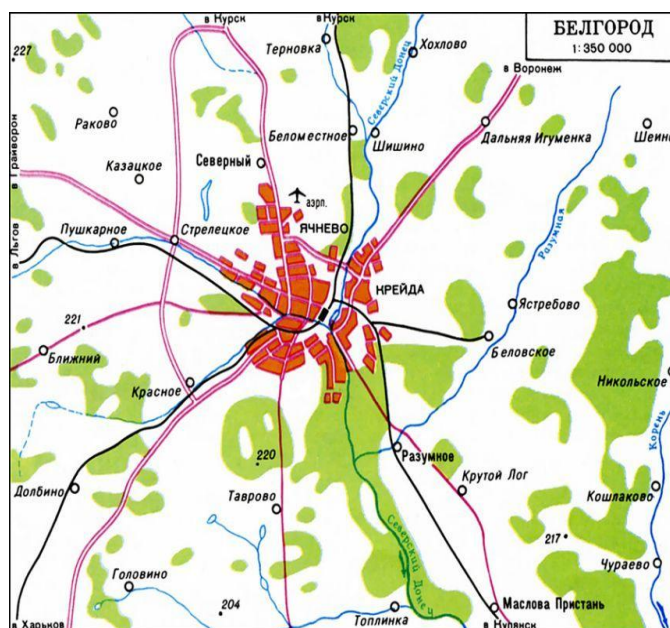 в Курск
в Курск
БЕЛГОРОД
1:350 000
227
Терновка
Хохлово
в Воронеж
Северский Донец
Раково
Беломестное
Шишино
Дальняя Игуменка
Шеин
в Грайворон
Казацкое
Северный
аэрп.
Разумная
Пушкарное
Стрелецкое
ЯЧНЕВО
в Льгов
КРЕЙДА
Ястребово
221
Ближний
Беловское
Красное
Никольское
Корень
220
Разумное
Долбино
Таврово
Крутой Лог
Кошлаково
Северский Донец
217
Чураево
Головино
204
Топлинка
Маслова Пристань
в Харьков
в Купянск